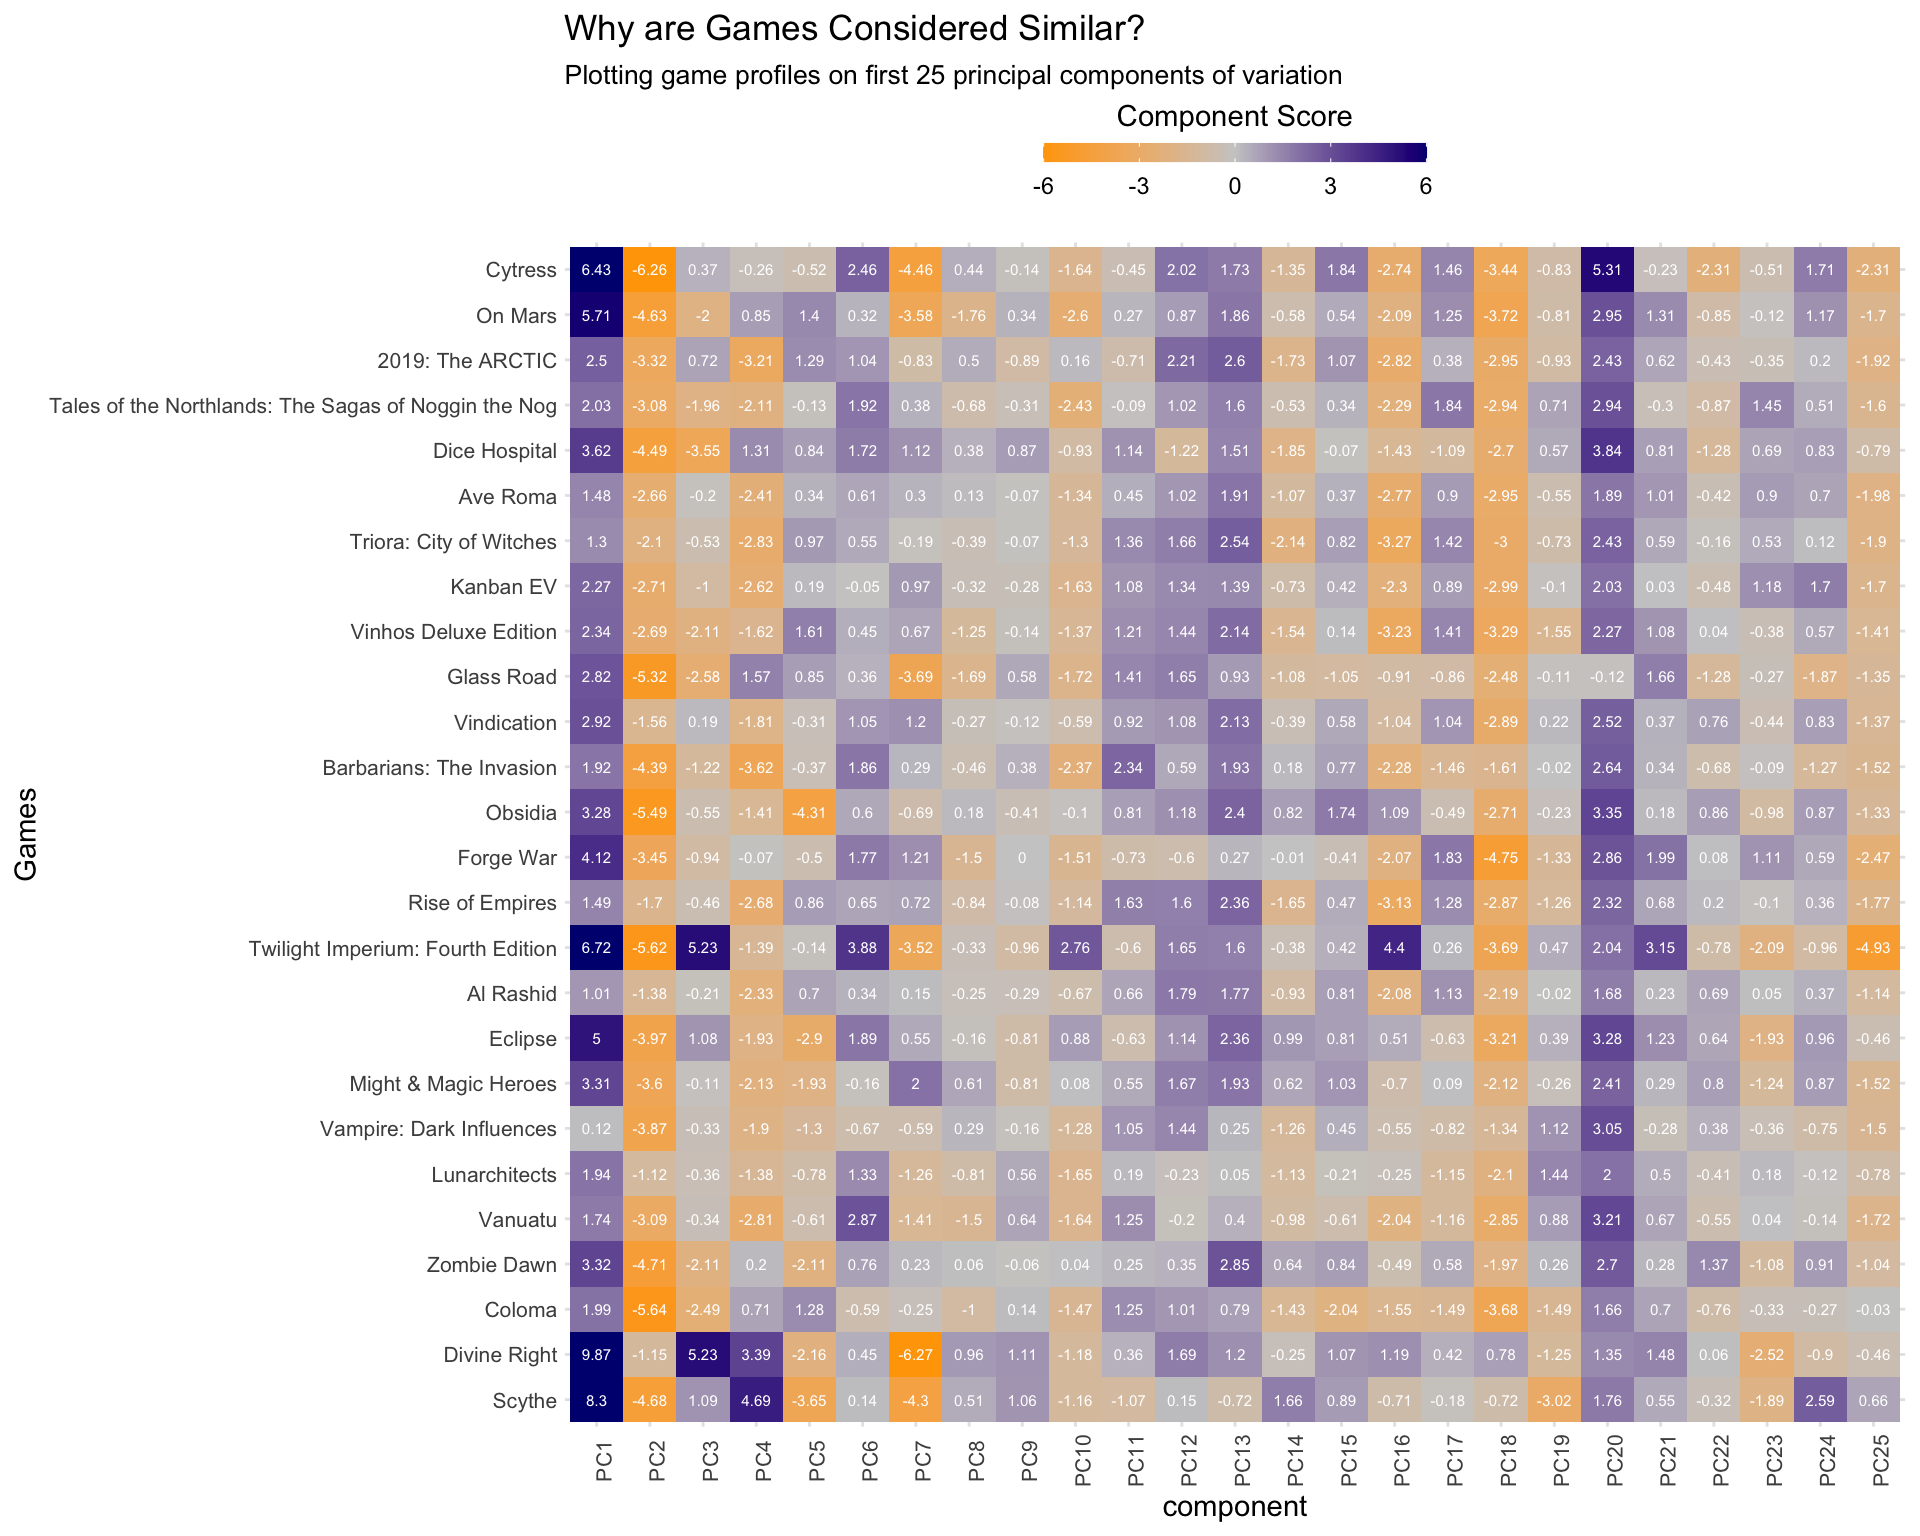 Why are Games Considered Similar?
Plotting game profiles on first 25 principal components of variation
Component Score
-6 -3 0 3 6
Cytress 6.43 -6.26 0.37 -0.26 -0.52 2.46 -4.46 0.44 -0.14 -1.64 -0.45 2.02 1.73 -1.35 1.84 -2.74 1.46 -3.44 -0.83 5.31 -0.23 -2.31 -0.51 1.71 -2.31
On Mars 5.71 -4.63 -2 0.85 1.4 0.32 -3.58 -1.76 0.34 -2.6 0.27 0.87 1.86 -0.58 0.54 -2.09 1.25 -3.72 -0.81 2.95 1.31 -0.85 -0.12 1.17 -1.7
2019: The ARCTIC 2.5 -3.32 0.72 -3.21 1.29 1.04 -0.83 0.5 -0.89 0.16 -0.71 2.21 2.6 -1.73 1.07 -2.82 0.38 -2.95 -0.93 2.43 0.62 -0.43 -0.35 0.2 -1.92
Tales of the Northlands: The Sagas of Noggin the Nog 2.03 -3.08 -1.96 -2.11 -0.13 1.92 0.38 -0.68 -0.31 -2.43 -0.09 1.02 1.6 -0.53 0.34 -2.29 1.84 -2.94 0.71 2.94 -0.3 -0.87 1.45 0.51 -1.6
Dice Hospital 3.62 -4.49 -3.55 1.31 0.84 1.72 1.12 0.38 0.87 -0.93 1.14 -1.22 1.51 -1.85 -0.07 -1.43 -1.09 -2.7 0.57 3.84 0.81 -1.28 0.69 0.83 -0.79
Ave Roma 1.48 -2.66 -0.2 -2.41 0.34 0.61 0.3 0.13 -0.07 -1.34 0.45 1.02 1.91 -1.07 0.37 -2.77 0.9 -2.95 -0.55 1.89 1.01 -0.42 0.9 0.7 -1.98
Triora: City of Witches 1.3 -2.1 -0.53 -2.83 0.97 0.55 -0.19 -0.39 -0.07 -1.3 1.36 1.66 2.54 -2.14 0.82 -3.27 1.42 -3 -0.73 2.43 0.59 -0.16 0.53 0.12 -1.9
Kanban EV 2.27 -2.71 -1 -2.62 0.19 -0.05 0.97 -0.32 -0.28 -1.63 1.08 1.34 1.39 -0.73 0.42 -2.3 0.89 -2.99 -0.1 2.03 0.03 -0.48 1.18 1.7 -1.7
Vinhos Deluxe Edition 2.34 -2.69 -2.11 -1.62 1.61 0.45 0.67 -1.25 -0.14 -1.37 1.21 1.44 2.14 -1.54 0.14 -3.23 1.41 -3.29 -1.55 2.27 1.08 0.04 -0.38 0.57 -1.41
Glass Road 2.82 -5.32 -2.58 1.57 0.85 0.36 -3.69 -1.69 0.58 -1.72 1.41 1.65 0.93 -1.08 -1.05 -0.91 -0.86 -2.48 -0.11 -0.12 1.66 -1.28 -0.27 -1.87 -1.35
Vindication 2.92 -1.56 0.19 -1.81 -0.31 1.05 1.2 -0.27 -0.12 -0.59 0.92 1.08 2.13 -0.39 0.58 -1.04 1.04 -2.89 0.22 2.52 0.37 0.76 -0.44 0.83 -1.37
Barbarians: The Invasion 1.92 -4.39 -1.22 -3.62 -0.37 1.86 0.29 -0.46 0.38 -2.37 2.34 0.59 1.93 0.18 0.77 -2.28 -1.46 -1.61 -0.02 2.64 0.34 -0.68 -0.09 -1.27 -1.52
Obsidia 3.28 -5.49 -0.55 -1.41 -4.31 0.6 -0.69 0.18 -0.41 -0.1 0.81 1.18 2.4 0.82 1.74 1.09 -0.49 -2.71 -0.23 3.35 0.18 0.86 -0.98 0.87 -1.33
Forge War 4.12 -3.45 -0.94 -0.07 -0.5 1.77 1.21 -1.5 0 -1.51 -0.73 -0.6 0.27 -0.01 -0.41 -2.07 1.83 -4.75 -1.33 2.86 1.99 0.08 1.11 0.59 -2.47
Rise of Empires 1.49 -1.7 -0.46 -2.68 0.86 0.65 0.72 -0.84 -0.08 -1.14 1.63 1.6 2.36 -1.65 0.47 -3.13 1.28 -2.87 -1.26 2.32 0.68 0.2 -0.1 0.36 -1.77
Twilight Imperium: Fourth Edition 6.72 -5.62 5.23 -1.39 -0.14 3.88 -3.52 -0.33 -0.96 2.76 -0.6 1.65 1.6 -0.38 0.42 4.4 0.26 -3.69 0.47 2.04 3.15 -0.78 -2.09 -0.96 -4.93
Al Rashid 1.01 -1.38 -0.21 -2.33 0.7 0.34 0.15 -0.25 -0.29 -0.67 0.66 1.79 1.77 -0.93 0.81 -2.08 1.13 -2.19 -0.02 1.68 0.23 0.69 0.05 0.37 -1.14
Eclipse 5 -3.97 1.08 -1.93 -2.9 1.89 0.55 -0.16 -0.81 0.88 -0.63 1.14 2.36 0.99 0.81 0.51 -0.63 -3.21 0.39 3.28 1.23 0.64 -1.93 0.96 -0.46
Might & Magic Heroes 3.31 -3.6 -0.11 -2.13 -1.93 -0.16 2 0.61 -0.81 0.08 0.55 1.67 1.93 0.62 1.03 -0.7 0.09 -2.12 -0.26 2.41 0.29 0.8 -1.24 0.87 -1.52
Vampire: Dark Influences 0.12 -3.87 -0.33 -1.9 -1.3 -0.67 -0.59 0.29 -0.16 -1.28 1.05 1.44 0.25 -1.26 0.45 -0.55 -0.82 -1.34 1.12 3.05 -0.28 0.38 -0.36 -0.75 -1.5
Lunarchitects 1.94 -1.12 -0.36 -1.38 -0.78 1.33 -1.26 -0.81 0.56 -1.65 0.19 -0.23 0.05 -1.13 -0.21 -0.25 -1.15 -2.1 1.44 2 0.5 -0.41 0.18 -0.12 -0.78
Vanuatu 1.74 -3.09 -0.34 -2.81 -0.61 2.87 -1.41 -1.5 0.64 -1.64 1.25 -0.2 0.4 -0.98 -0.61 -2.04 -1.16 -2.85 0.88 3.21 0.67 -0.55 0.04 -0.14 -1.72
Zombie Dawn 3.32 -4.71 -2.11 0.2 -2.11 0.76 0.23 0.06 -0.06 0.04 0.25 0.35 2.85 0.64 0.84 -0.49 0.58 -1.97 0.26 2.7 0.28 1.37 -1.08 0.91 -1.04
Coloma 1.99 -5.64 -2.49 0.71 1.28 -0.59 -0.25 -1 0.14 -1.47 1.25 1.01 0.79 -1.43 -2.04 -1.55 -1.49 -3.68 -1.49 1.66 0.7 -0.76 -0.33 -0.27 -0.03
Divine Right 9.87 -1.15 5.23 3.39 -2.16 0.45 -6.27 0.96 1.11 -1.18 0.36 1.69 1.2 -0.25 1.07 1.19 0.42 0.78 -1.25 1.35 1.48 0.06 -2.52 -0.9 -0.46
Scythe 8.3 -4.68 1.09 4.69 -3.65 0.14 -4.3 0.51 1.06 -1.16 -1.07 0.15 -0.72 1.66 0.89 -0.71 -0.18 -0.72 -3.02 1.76 0.55 -0.32 -1.89 2.59 0.66
Games
PC1 PC2 PC3 PC4 PC5 PC6 PC7 PC8 PC9 PC10 PC11 PC12 PC13 PC14 PC15 PC16 PC17 PC18 PC19 PC20 PC21 PC22 PC23 PC24 PC25
component